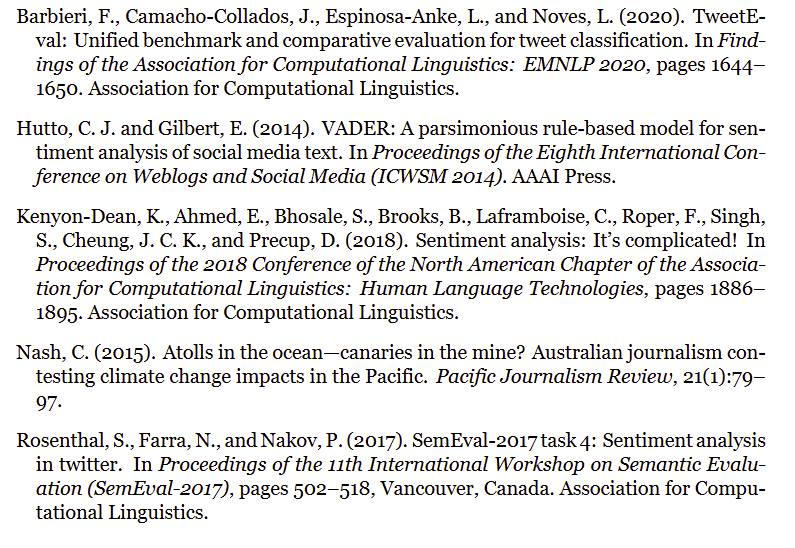 Barbieri, F., Camacho-Collados, J., Espinosa-Anke, L., and Noves, L. (2020). TweetE-
val: Unified benchmark and comparative evaluation for tweet classification. In Find-
ings of the Association for Computational Linguistics: EMNLP 2020, pages 1644–
1650. Association for Computational Linguistics.
Hutto, C. J. and Gilbert, E. (2014). VADER: A parsimonious rule-based model for sen-
timent analysis of social media text. In Proceedings of the Eighth International Con-
ference on Weblogs and Social Media (ICWSM 2014). AAAI Press.
Kenyon-Dean, K., Ahmed, E., Bhosale, S., Brooks, B., Laframboise, C., Roper, F., Singh,
S., Cheung, J. C. K., and Precup, D. (2018). Sentiment analysis: It’s complicated! In
Proceedings of the 2018 Conference of the North American Chapter of the Associa-
tion for Computational Linguistics: Human Language Technologies, pages 1886–
1895. Association for Computational Linguistics.
Nash, C. (2015). Atolls in the ocean—canaries in the mine? Australian journalism con-
testing climate change impacts in the Pacific. Pacific Journalism Review, 21(1):79–
97.
Rosenthal, S., Farra, N., and Nakov, P. (2017). SemEval-2017 task 4: Sentiment analysis
in twitter. In Proceedings of the 11th International Workshop on Semantic Evalu-
ation (SemEval-2017), pages 502–518, Vancouver, Canada. Association for Compu-
tational Linguistics.